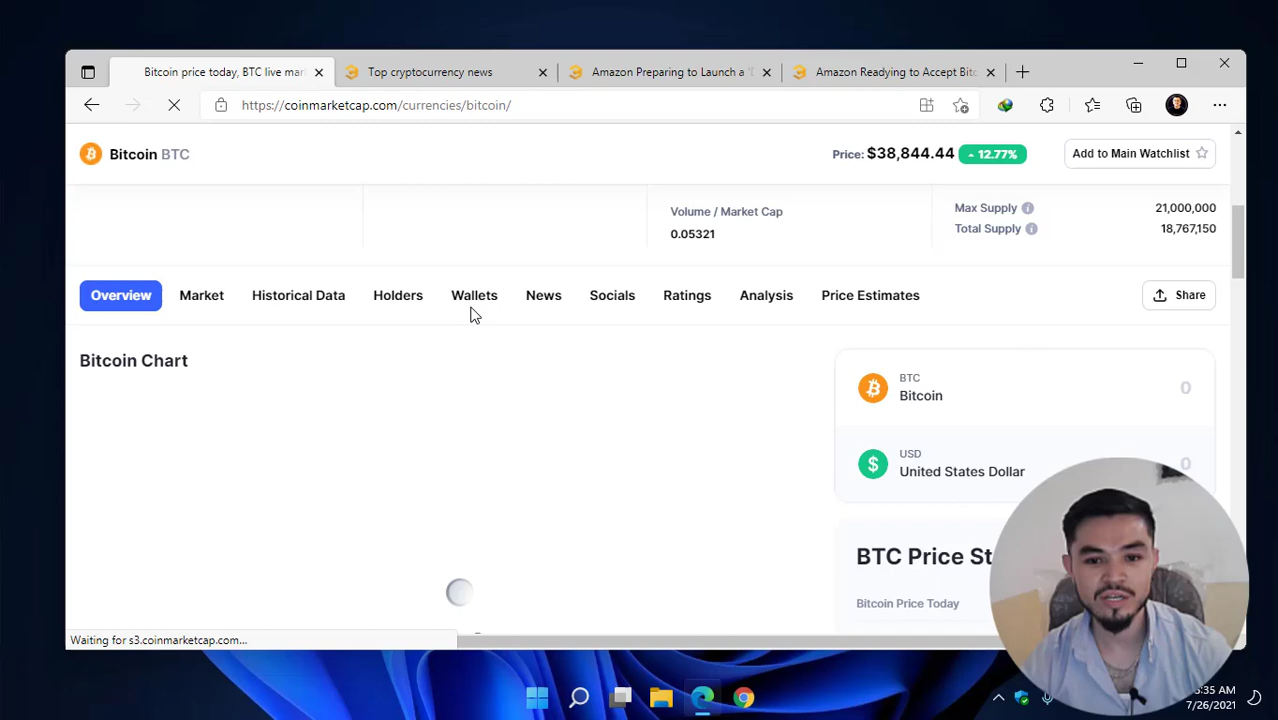 Bitcoin price today, BTC live mar
Top cryptocurrency news
Amazon Preparing to Launch a '
Amazon Readying to Accept Bitc
https://coinmarketcap.com/currencies/bitcoin/
Bitcoin BTC
Price: $38,844.44 12.77%
Add to Main Watchlist
Volume / Market Cap
0.05321
Max Supply 21,000,000
Total Supply 18,767,150
Overview Market Historical Data Holders Wallets News Socials Ratings Analysis Price Estimates Share
Bitcoin Chart
BTC
Bitcoin 0
USD
United States Dollar 0
BTC Price St
Bitcoin Price Today
Waiting for s3.coinmarketcap.com...
:35 AM
7/26/2021